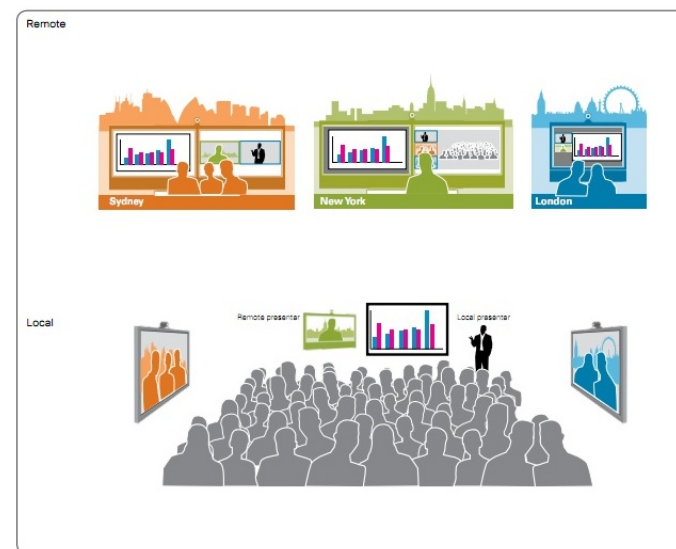 Remote
Sydney
New York
London
Local
Remote presenter
Local presenter